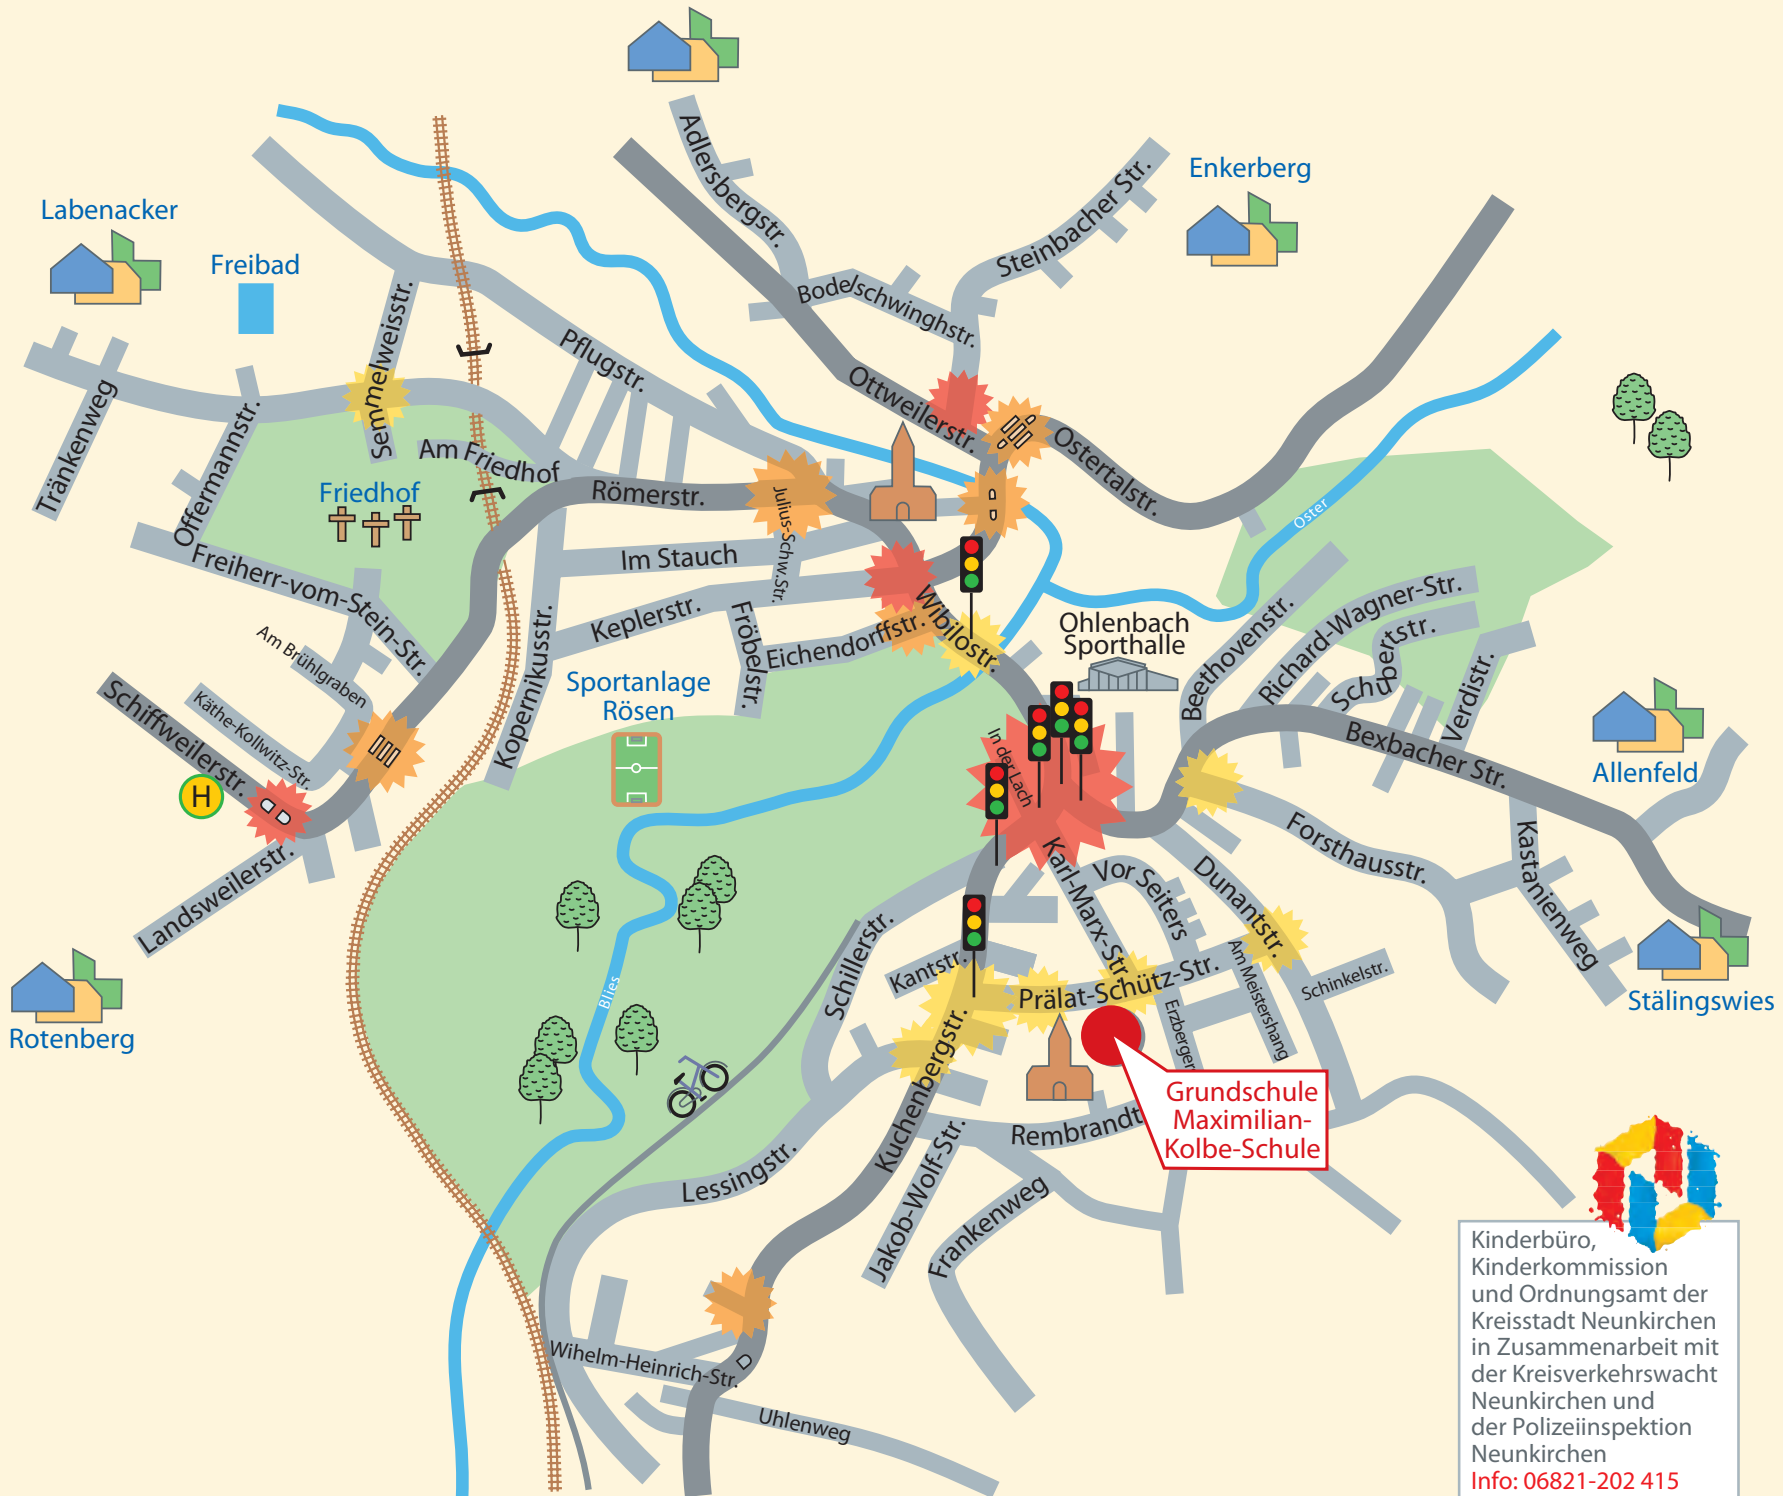 Adlersbergstr.
Enkerberg
Steinbacher Str.
Labenacker
Freibad
Bodelschwinghstr.
Semmelweisstr.
Pflugstr.
Ottweilerstr.
Ostertalstr.
Tränkenweg
Offermannstr.
Am Friedhof
Friedhof
Römerstr.
Julius-Schw.Str.
Oster
Im Stauch
Freiherr-vom-Stein-Str.
Keplerstr.
Fröbelstr.
Eichendorffstr.
Wibilostr.
Ohlenbach
Sporthalle
Beethovenstr.
Richard-Wagner-Str.
Schubertstr.
Verdistr.
Am Brühlgraben
Käthe-Kollwitz-Str.
Schiffweilerstr.
H
Kopernikusstr.
Sportanlage
Rösen
In der Lach
Bexbacher Str.
Allenfeld
Landsweilerstr.
Karl-Marx-Str.
Vor Seiters
Dunantstr.
Forsthausstr.
Kastanienweg
Schillerstr.
Kantstr.
Prälat-Schütz-Str.
Am Meistershang
Schinkelstr.
Erzberger
Stälingswies
Rotenberg
Blies
Kuchenbergstr.
Grundschule
Maximilian-
Kolbe-Schule
Rembrandt
Lessingstr.
Jakob-Wolf-Str.
Frankenweg
Wihelm-Heinrich-Str.
Uhlenweg
Kinderbüro,
Kinderkommission
und Ordnungsamt der
Kreisstadt Neunkirchen
in Zusammenarbeit mit
der Kreisverkehrswacht
Neunkirchen und
der Polizeiinspektion
Neunkirchen
Info: 06821-202 415